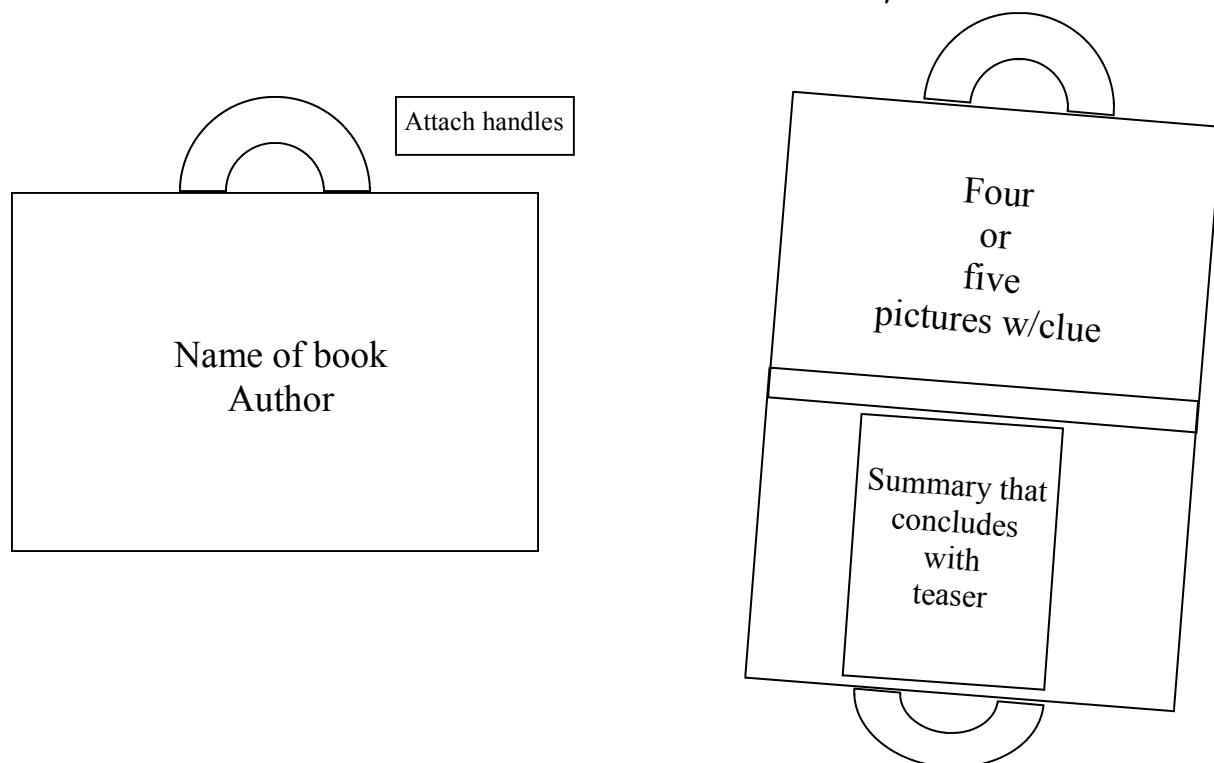 Attach handles
Name of book
Author
Four
or
five
pictures w/clue
Summary that
concludes
with
teaser